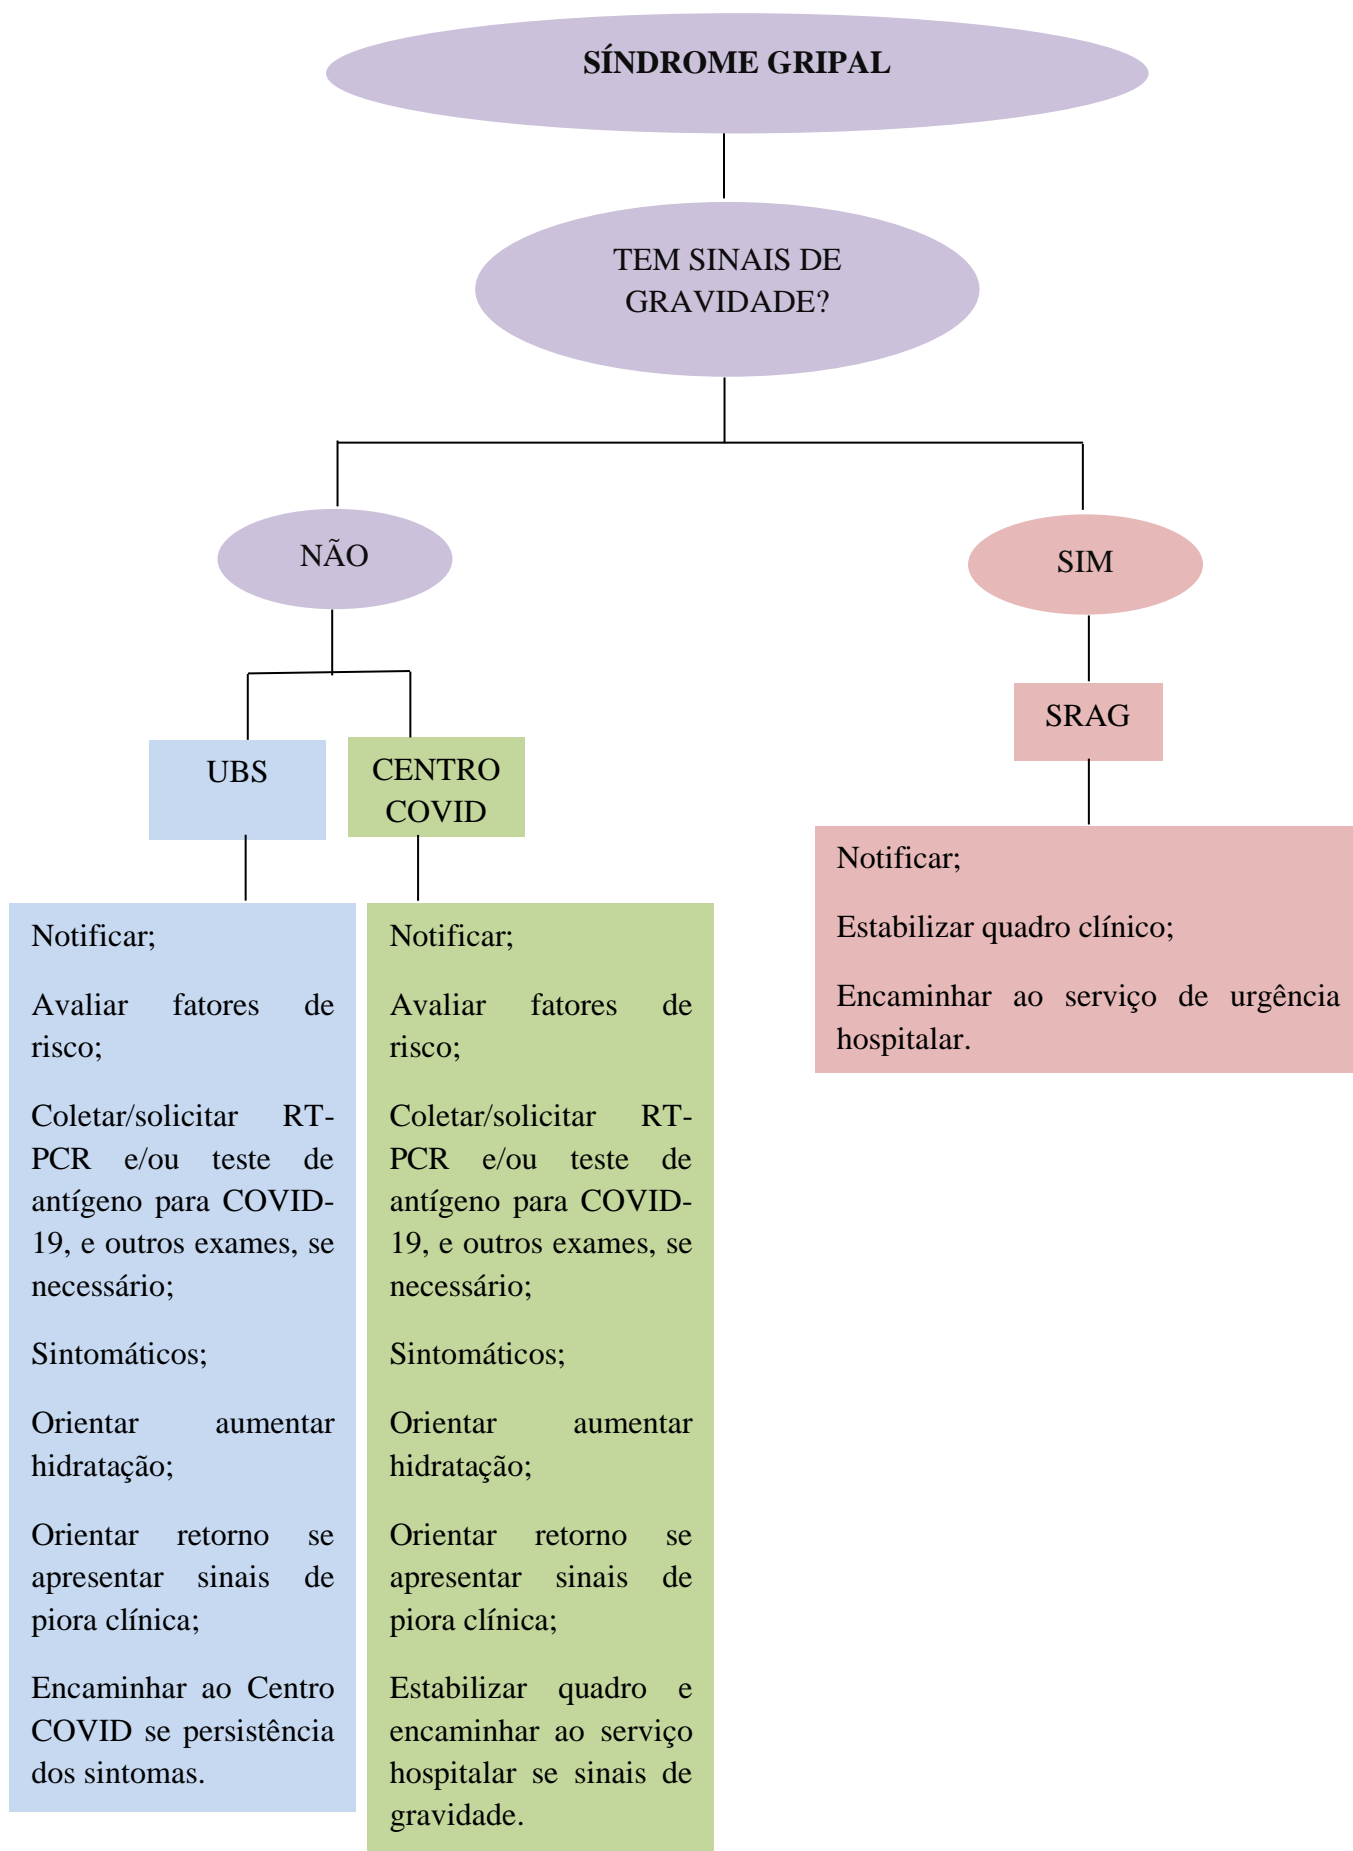 SÍNDROME GRIPAL
TEM SINAIS DE
GRAVIDADE?
NÃO
SIM
UBS
CENTRO
COVID
SRAG
Notificar;
Avaliar fatores de
risco;
Coletar/solicitar RT-
PCR e/ou teste de
antígeno para COVID-
19, e outros exames, se
necessário;
Sintomáticos;
Orientar aumentar
hidratação;
Orientar retorno se
apresentar sinais de
piora clínica;
Encaminhar ao Centro
COVID se persistência
dos sintomas.
Notificar;
Avaliar fatores de
risco;
Coletar/solicitar RT-
PCR e/ou teste de
antígeno para COVID-
19, e outros exames, se
necessário;
Sintomáticos;
Orientar aumentar
hidratação;
Orientar retorno se
apresentar sinais de
piora clínica;
Estabilizar quadro e
encaminhar ao serviço
hospitalar se sinais de
gravidade.
Notificar;
Estabilizar quadro clínico;
Encaminhar ao serviço de urgência
hospitalar.